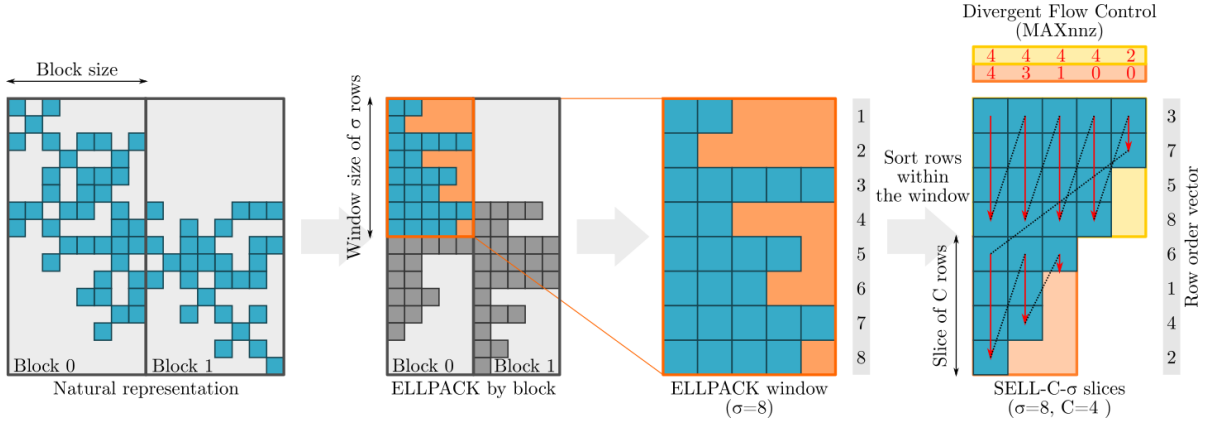 Divergent Flow Control
(MAXnnz)
4 4 4 4 2
4 3 1 0 0
Block size
Window size of σ rows
Block 0
Block 1
Natural representation
Block 0
Block 1
ELLPACK by block
1
2
3
4
5
6
7
8
ELLPACK window
(σ=8)
Sort rows
within
the window
Slice of C rows
3
7
5
8
6
1
4
2
Row order vector
SELL-C-σ slices
(σ=8, C=4 )